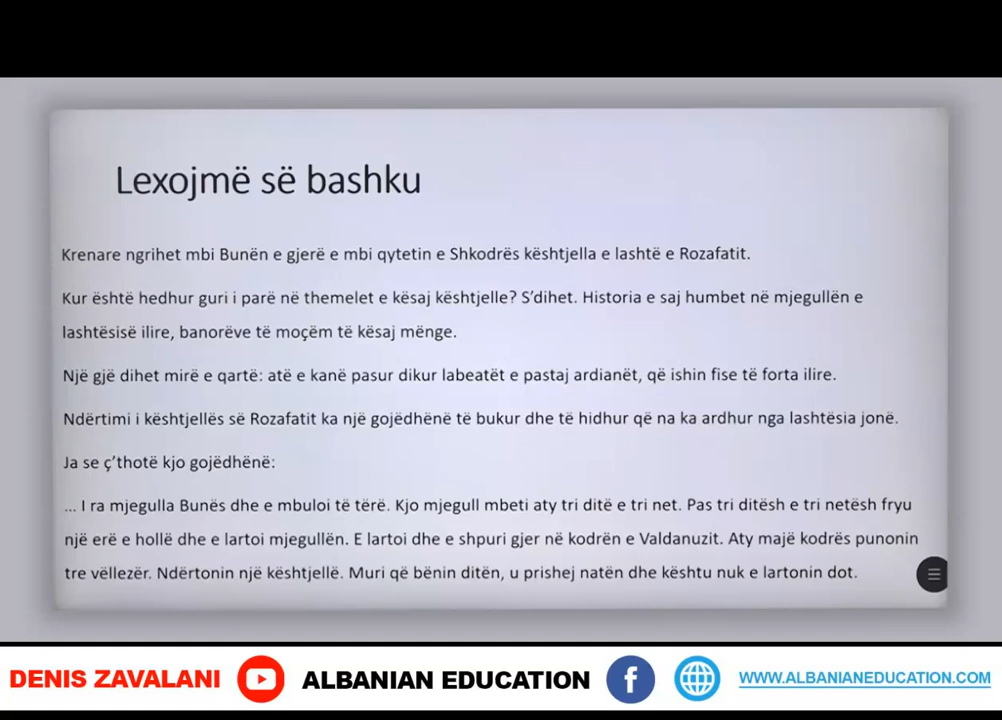 Lexojmë së bashku
Krenare ngrihet mbi Bunën e gjerë e mbi qytetin e Shkodrës kështjella e lashtë e Rozafatit.
Kur është hedhur guri i parë në themelet e kësaj kështjelle? S'dihet. Historia e saj humbet në mjegullën e
lashtësisë ilire, banorëve të moçëm të kësaj mënge.
Një gjë dihet mirë e qartë: atë e kanë pasur dikur labeatët e pastaj ardianët, që ishin fise të forta ilire.
Ndërtimi i kështjellës së Rozafatit ka një gojëdhënë të bukur dhe të hidhur që na ka ardhur nga lashtësia jonë.
Ja se ç'thotë kjo gojëdhënë:
... I ra mjegulla Bunës dhe e mbuloi të tërë. Kjo mjegull mbeti aty tri ditë e tri net. Pas tri ditësh e tri netësh fryu
një erë e hollë dhe e lartoi mjegullën. E lartoi dhe e shpuri gjer në kodrën e Valdanuzit. Aty majë kodrës punonin
tre vëllezër. Ndërtonin një kështjellë. Muri që bënin ditën, u prishej natën dhe kështu nuk e lartonin dot.
DENIS ZAVALANI ALBANIAN EDUCATION f WWW.ALBANIANEDUCATION.COM